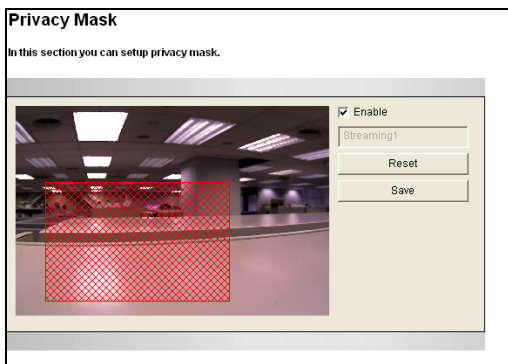 Privacy Mask
In this section you can setup privacy mask.
Enable
Streaming1
Reset
Save